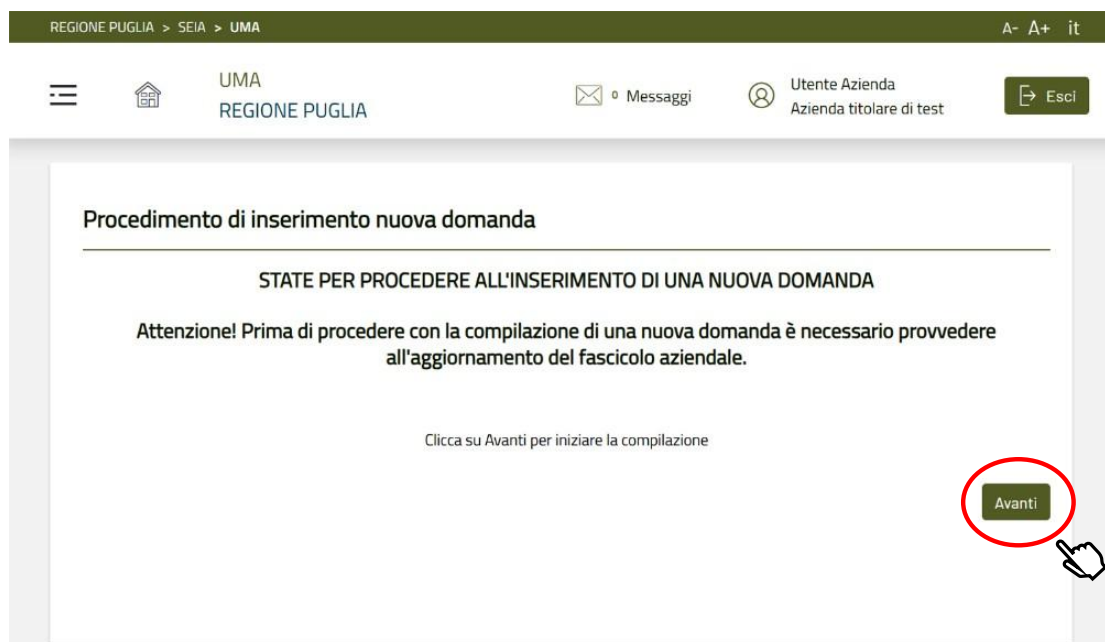 REGIONE PUGLIA > SEIA > UMA
A- A+ it
UMA
REGIONE PUGLIA
0 Messaggi
Utente Azienda
Azienda titolare di test
Esci
Procedimento di inserimento nuova domanda
STATE PER PROCEDERE ALL'INSERIMENTO DI UNA NUOVA DOMANDA
Attenzione! Prima di procedere con la compilazione di una nuova domanda è necessario provvedere
all'aggiornamento del fascicolo aziendale.
Clicca su Avanti per iniziare la compilazione
Avanti